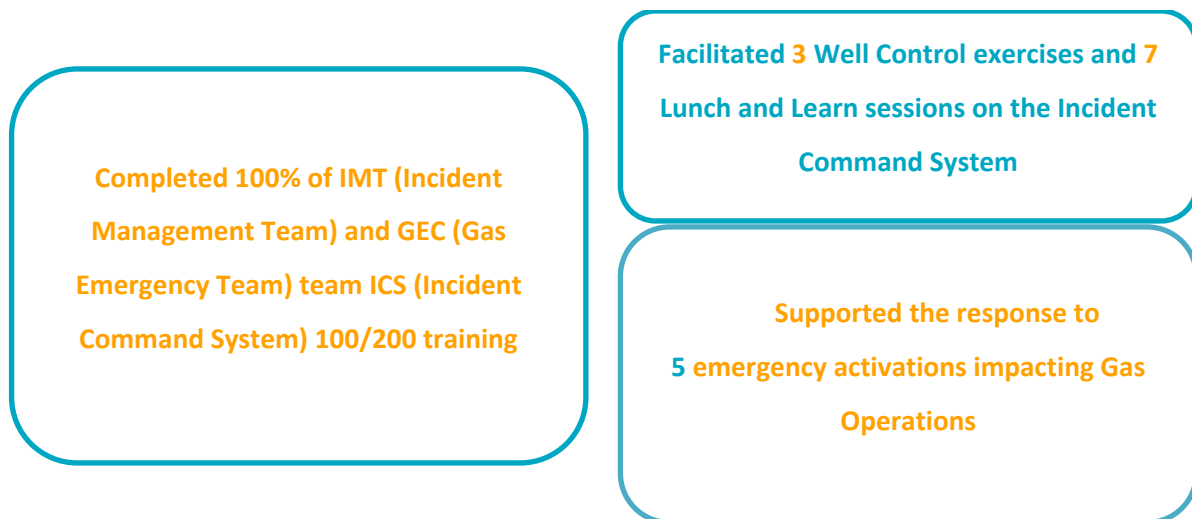 Completed 100% of IMT (Incident
Management Team) and GEC (Gas
Emergency Team) team ICS (Incident
Command System) 100/200 training
Facilitated 3 Well Control exercises and 7
Lunch and Learn sessions on the Incident
Command System
Supported the response to
5 emergency activations impacting Gas
Operations